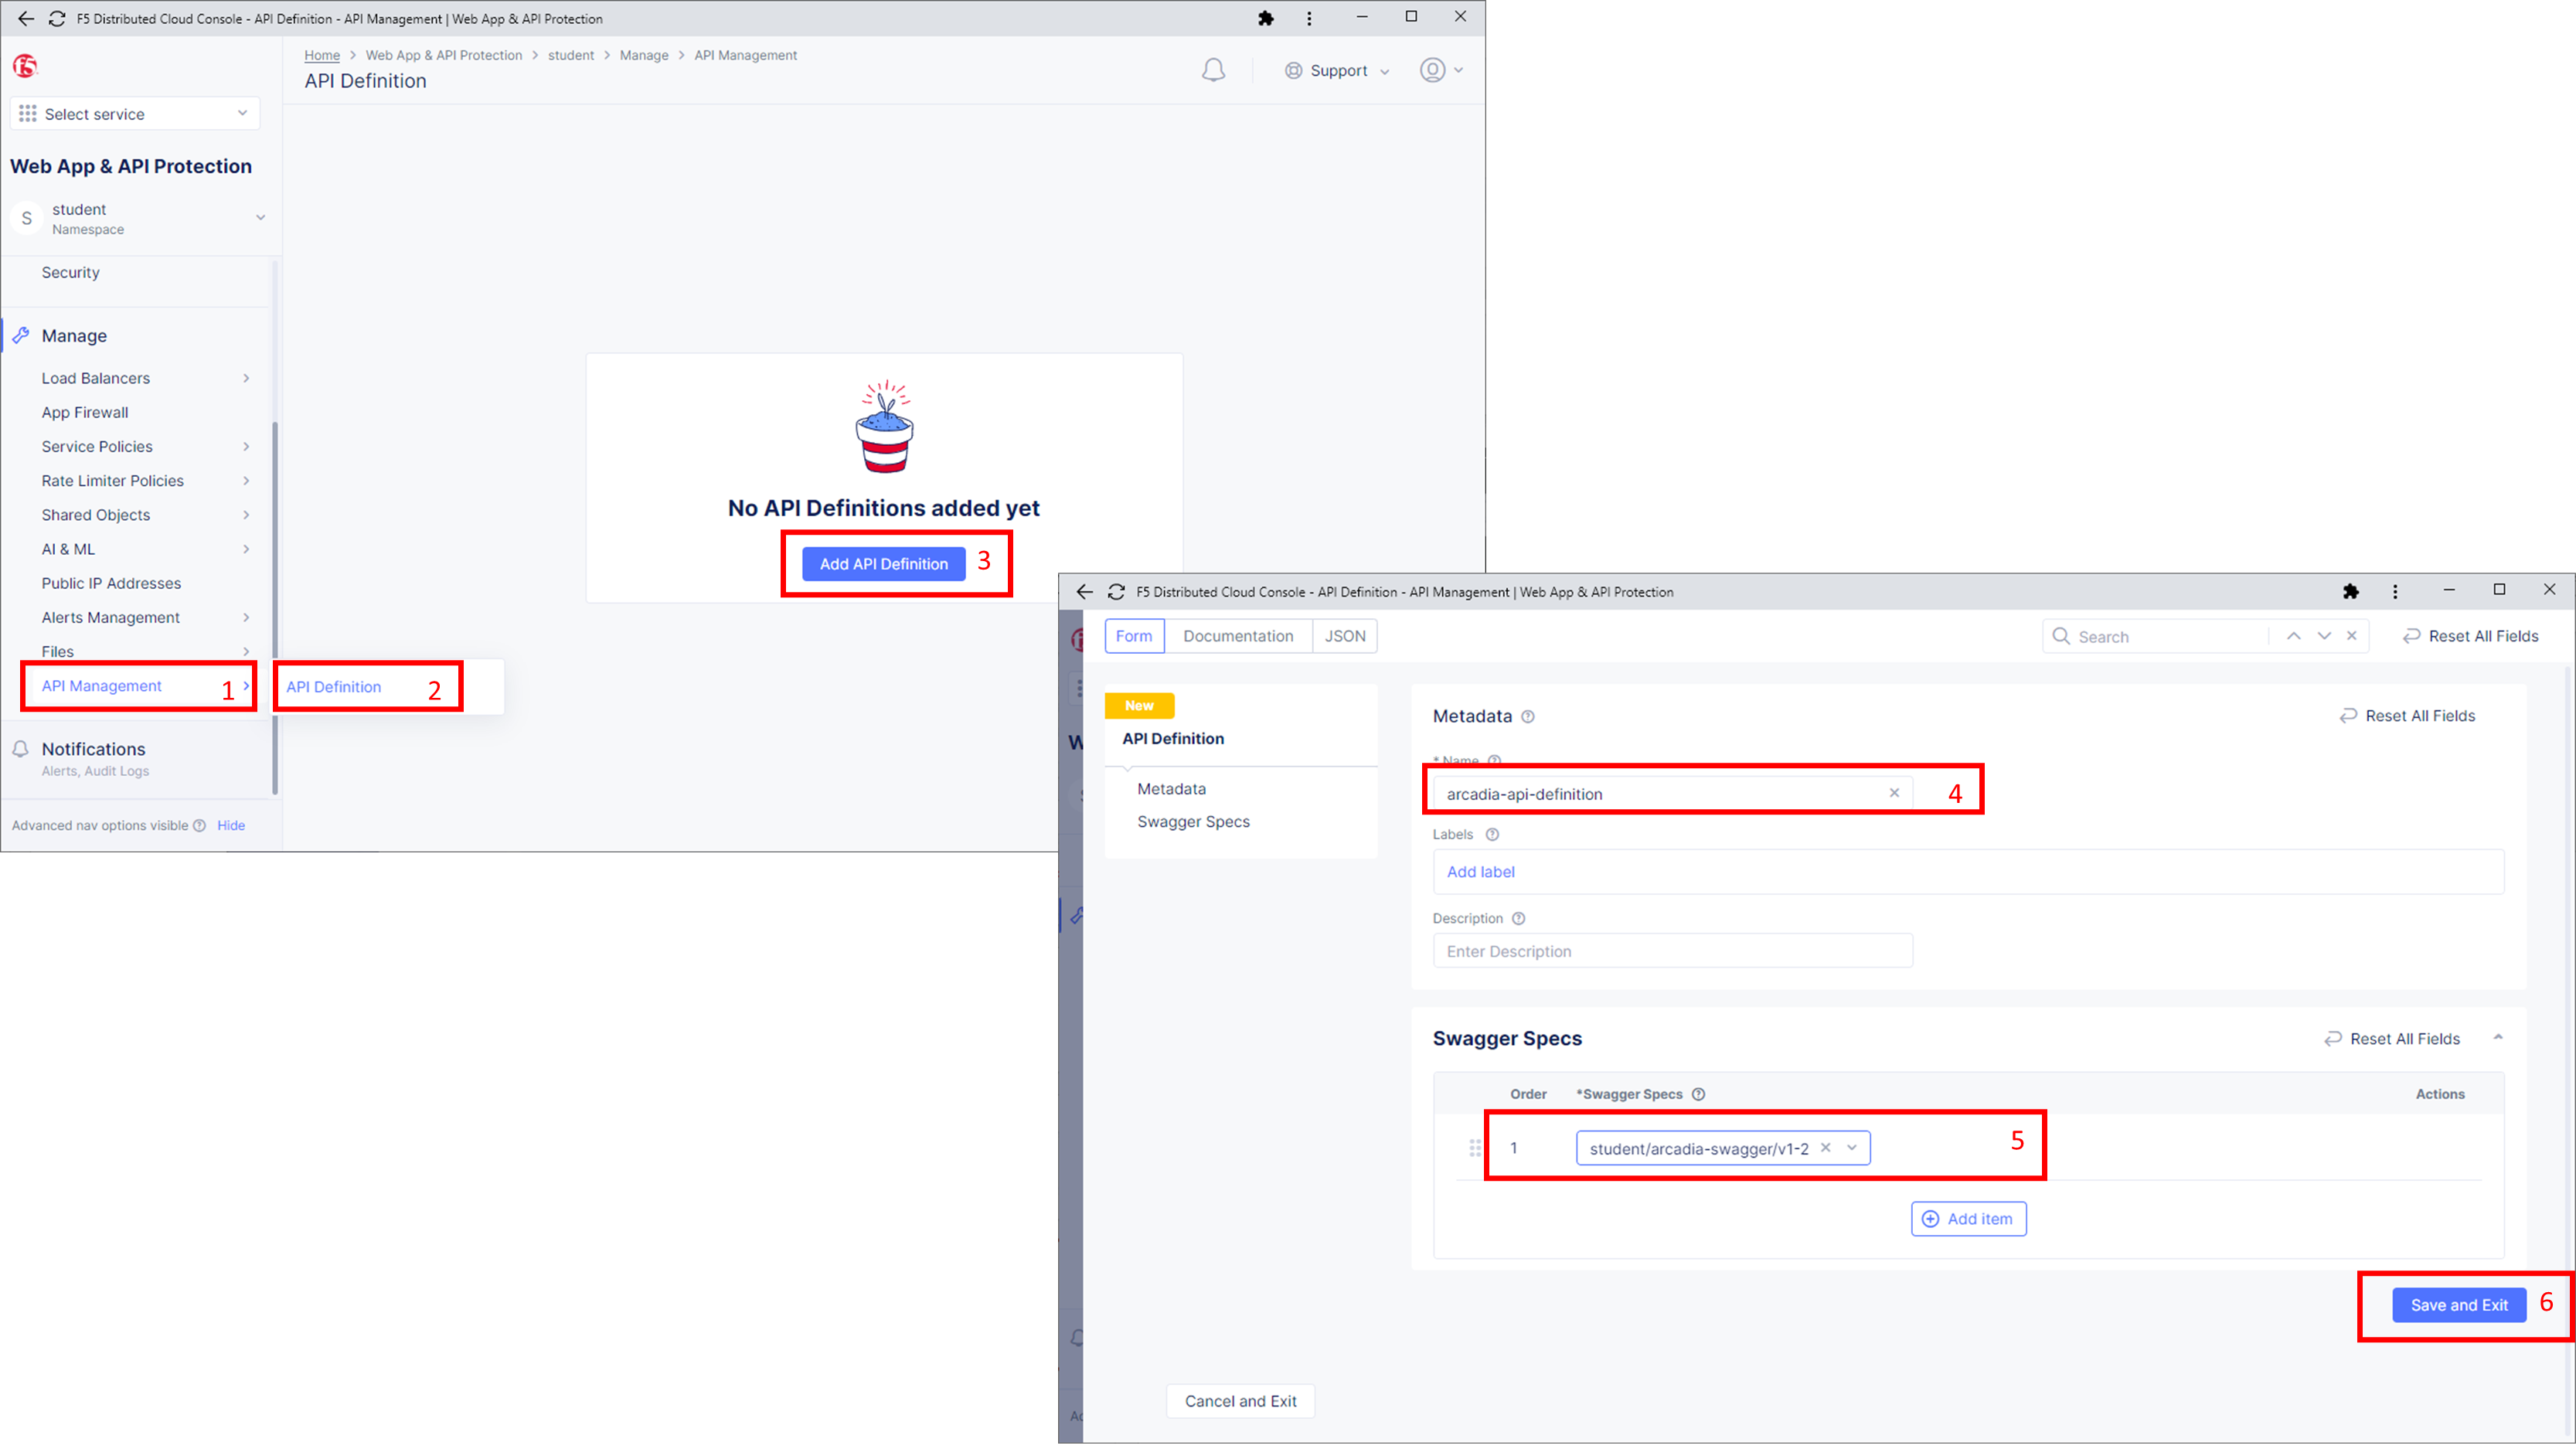 F5 Distributed Cloud Console - API Definition - API Management | Web App & API Protection
f5
Home > Web App & API Protection > student > Manage > API Management
API Definition
Support
Select service
Web App & API Protection
S
student
Namespace
Security
Manage
Load Balancers
App Firewall
Service Policies
Rate Limiter Policies
Shared Objects
AI & ML
Public IP Addresses
Alerts Management
Files
API Management 1
API Definition 2
Notifications
Alerts, Audit Logs
Advanced nav options visible Hide
No API Definitions added yet
Add API Definition 3
F5 Distributed Cloud Console - API Definition - API Management | Web App & API Protection
Form Documentation JSON
Search
Reset All Fields
New
API Definition
Metadata
Swagger Specs
Metadata
Reset All Fields
* Name
arcadia-api-definition 4
Labels
Add label
Description
Enter Description
Swagger Specs
Reset All Fields
Order *Swagger Specs Actions
1 student/arcadia-swagger/v1-2 5
Add item
Save and Exit 6
Cancel and Exit